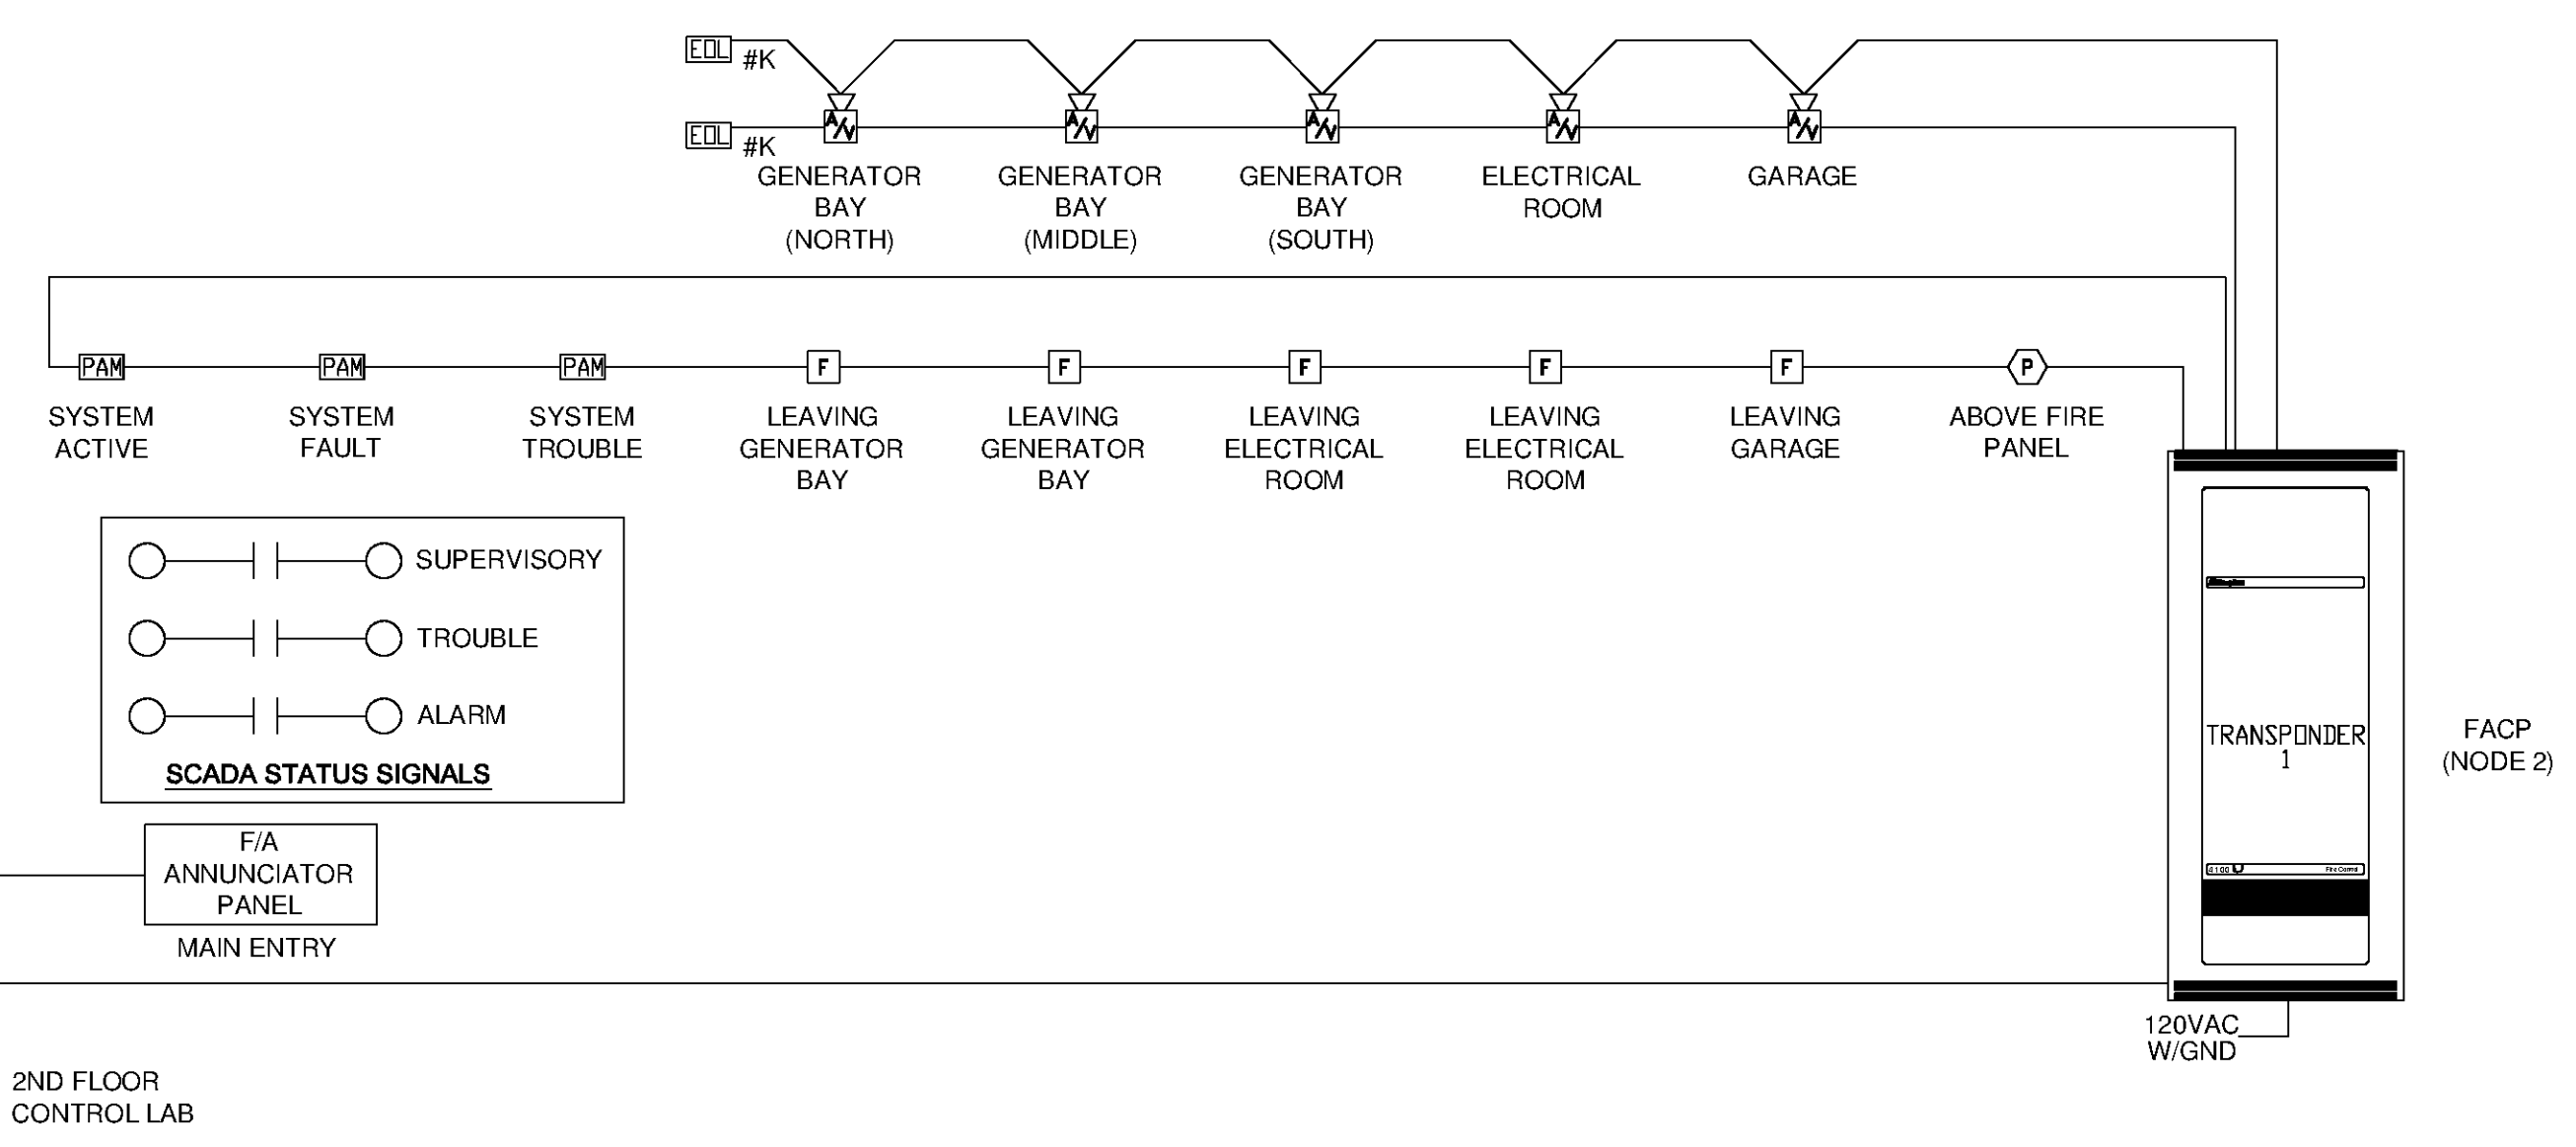 EOL #K
EOL #K
A/V A/V A/V A/V A/V
GENERATOR
BAY
(NORTH)
GENERATOR
BAY
(MIDDLE)
GENERATOR
BAY
(SOUTH)
ELECTRICAL
ROOM
GARAGE
PAM PAM PAM F F F F F P
SYSTEM
ACTIVE
SYSTEM
FAULT
SYSTEM
TROUBLE
LEAVING
GENERATOR
BAY
LEAVING
GENERATOR
BAY
LEAVING
ELECTRICAL
ROOM
LEAVING
ELECTRICAL
ROOM
LEAVING
GARAGE
ABOVE FIRE
PANEL
SUPERVISORY
TROUBLE
ALARM
SCADA STATUS SIGNALS
F/A
ANNUNCIATOR
PANEL
MAIN ENTRY
TRANSPONDER
1
4100 U Fire Control
FACP
(NODE 2)
120VAC
W/GND
2ND FLOOR
CONTROL LAB